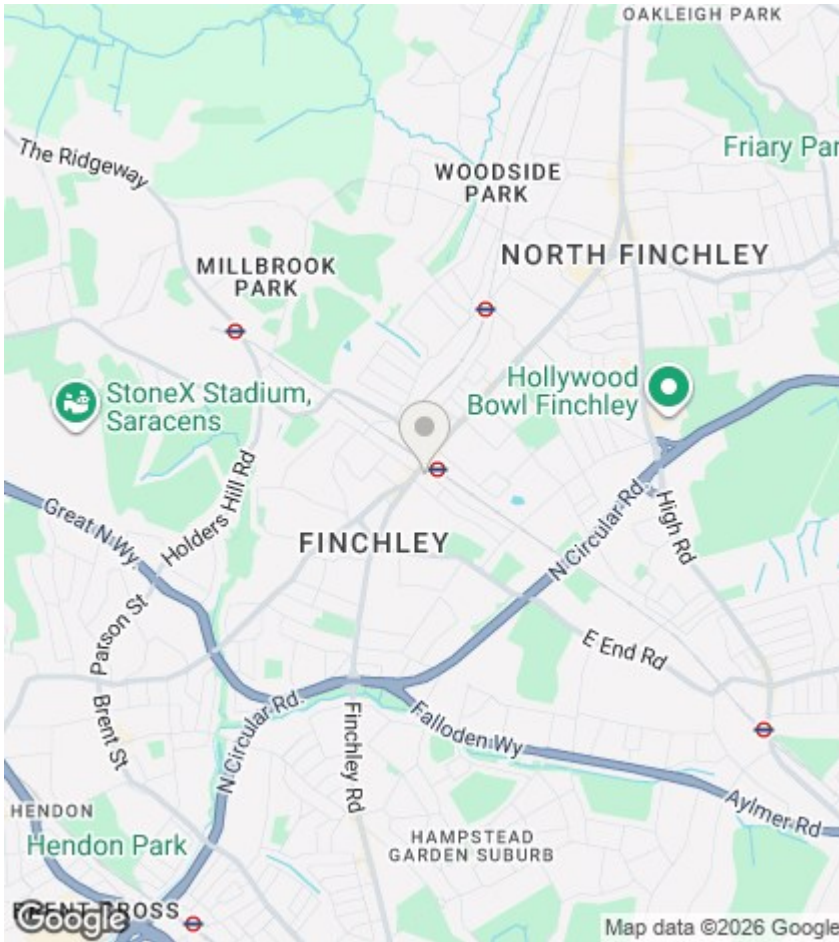 OAKLEIGH PARK
The Ridgeway
Friary Par
WOODSIDE
PARK
NORTH FINCHLEY
MILLBROOK
PARK
Hollywood
Bowl Finchley
StoneX Stadium,
Saracens
Great N Wy.
Holders Hill Rd
N Circular Rd.
High Rd
FINCHLEY
Parson St
E End Rd
Brent St
N Circular Rd.
Finchley Rd
Falloden Wy
Aylmer Rd
HENDON
Hendon Park
HAMPSTEAD
GARDEN SUBURB
BRENT CROSS
Google
Map data ©2026 Google